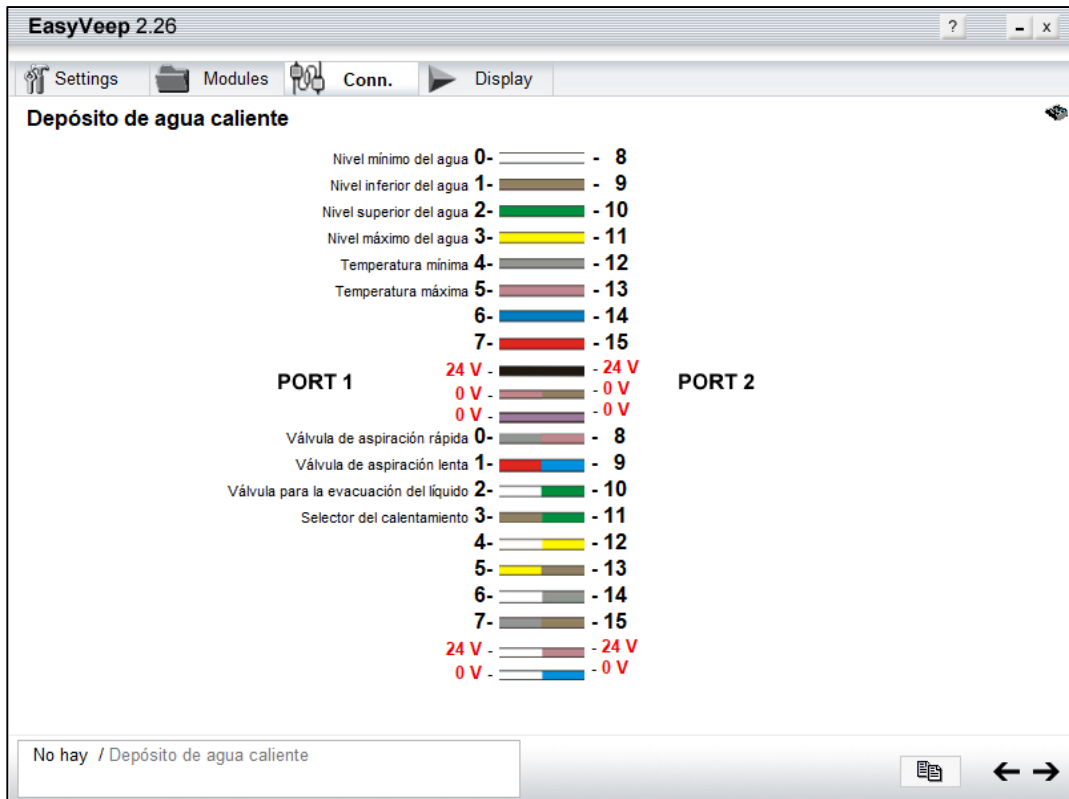 EasyVeep 2.26 ? - x
Settings Modules Conn. Display
Depósito de agua caliente
Nivel mínimo del agua 0- - 8
Nivel inferior del agua 1- - 9
Nivel superior del agua 2- - 10
Nivel máximo del agua 3- - 11
Temperatura mínima 4- - 12
Temperatura máxima 5- - 13
6- - 14
7- - 15
24 V - - 24 V
PORT 1 0 V - - 0 V PORT 2
0 V - - 0 V
Válvula de aspiración rápida 0- - 8
Válvula de aspiración lenta 1- - 9
Válvula para la evacuación del líquido 2- - 10
Selector del calentamiento 3- - 11
4- - 12
5- - 13
6- - 14
7- - 15
24 V - - 24 V
0 V - - 0 V
No hay / Depósito de agua caliente